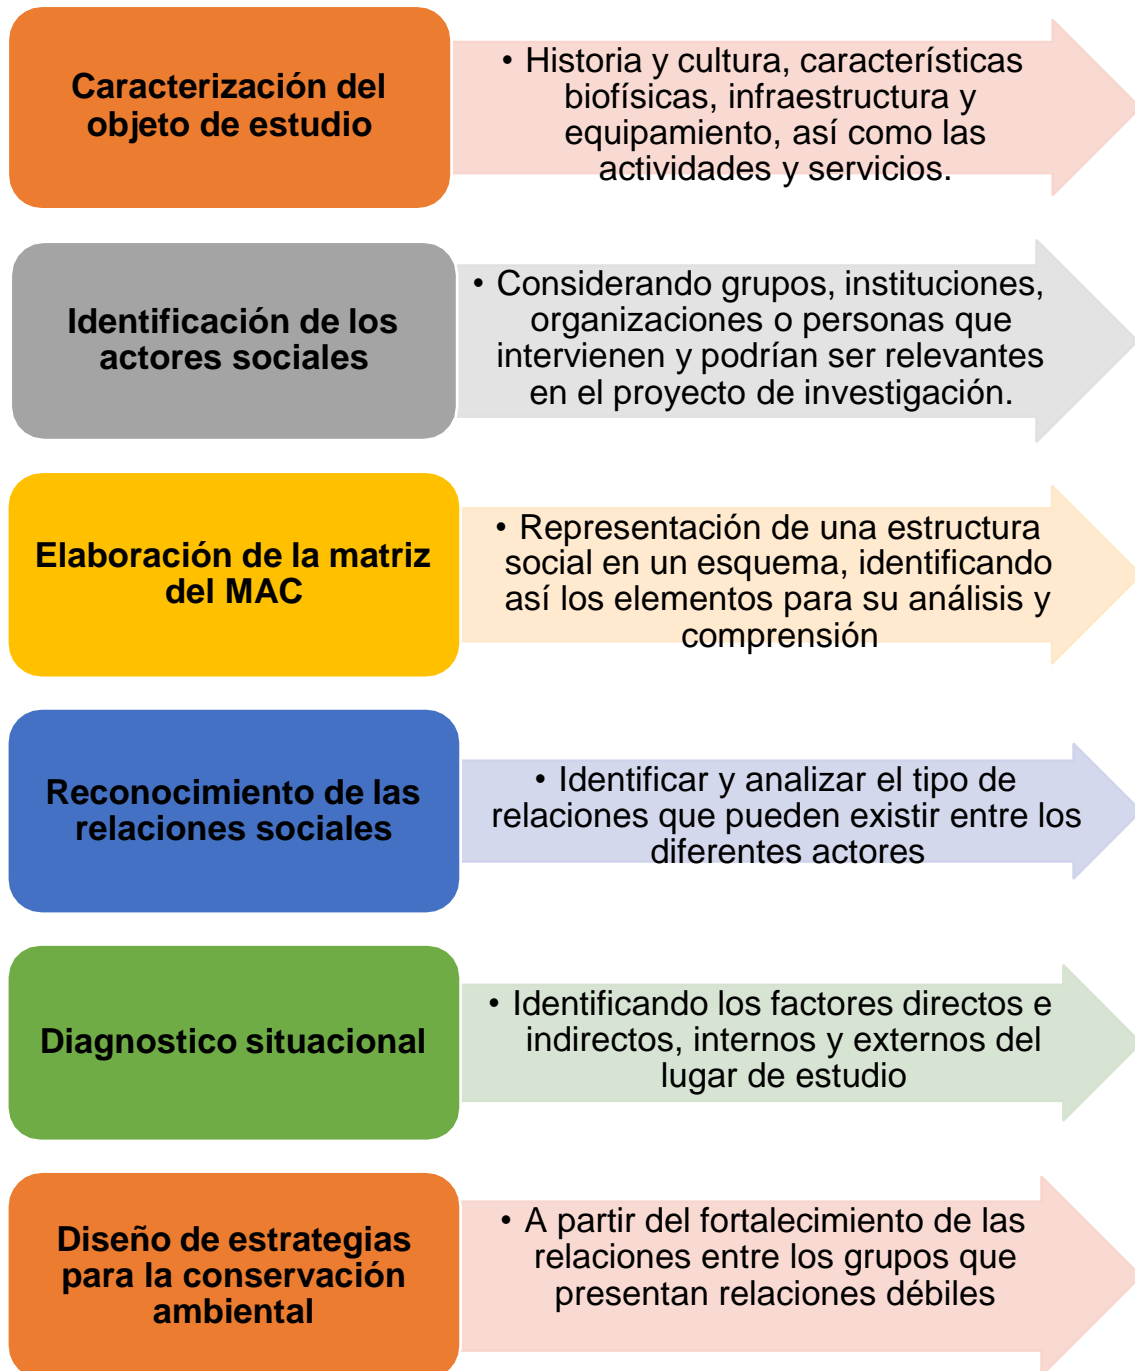 Caracterización del
objeto de estudio
• Historia y cultura, características
biofísicas, infraestructura y
equipamiento, así como las
actividades y servicios.
Identificación de los
actores sociales
• Considerando grupos, instituciones,
organizaciones o personas que
intervienen y podrían ser relevantes
en el proyecto de investigación.
Elaboración de la matriz
del MAC
• Representación de una estructura
social en un esquema, identificando
así los elementos para su análisis y
comprensión
Reconocimiento de las
relaciones sociales
• Identificar y analizar el tipo de
relaciones que pueden existir entre los
diferentes actores
Diagnostico situacional
• Identificando los factores directos e
indirectos, internos y externos del
lugar de estudio
Diseño de estrategias
para la conservación
ambiental
• A partir del fortalecimiento de las
relaciones entre los grupos que
presentan relaciones débiles